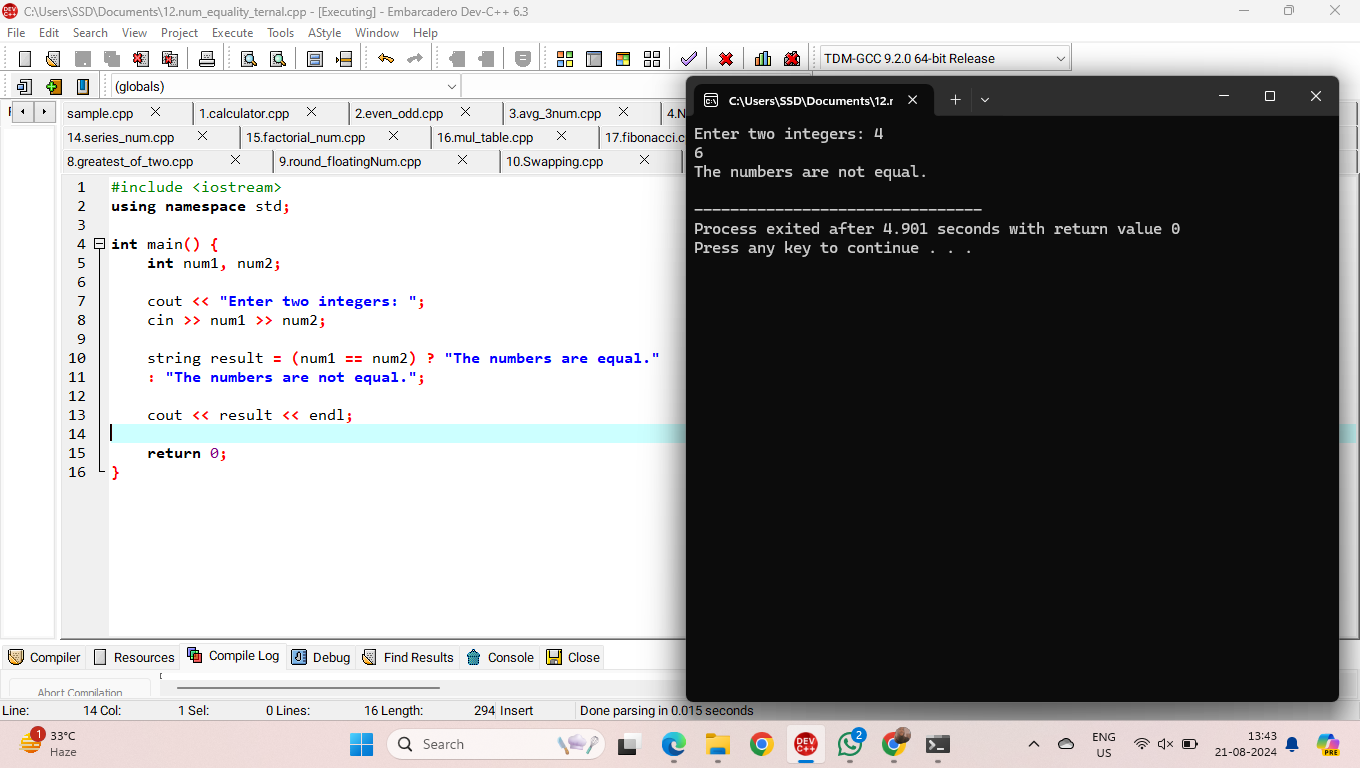 C:\Users\SSD\Documents\12.num_equality_ternal.cpp - [Executing] - Embarcadero Dev-C++ 6.3
File Edit Search View Project Execute Tools AStyle Window Help
TDM-GCC 9.2.0 64-bit Release
(globals)
sample.cpp 1.calculator.cpp 2.even_odd.cpp 3.avg_3num.cpp
14.series_num.cpp 15.factorial_num.cpp 16.mul_table.cpp
8.greatest_of_two.cpp 9.round_floatingNum.cpp 10.Swapping.cpp
1 #include <iostream>
2 using namespace std;
3
4 int main() {
5 int num1, num2;
6
7 cout << "Enter two integers: ";
8 cin >> num1 >> num2;
9
10 string result = (num1 == num2) ? "The numbers are equal."
11 : "The numbers are not equal.";
12
13 cout << result << endl;
14
15 return 0;
16 }
C:\Users\SSD\Documents\12.r
Enter two integers: 4
6
The numbers are not equal.
--------------------------------
Process exited after 4.901 seconds with return value 0
Press any key to continue . . .
Compiler Resources Compile Log Debug Find Results Console Close
Abort Compilation
Line: 14 Col: 1 Sel: 0 Lines: 16 Length: 294 Insert Done parsing in 0.015 seconds
1
33°C
Haze
Search
DEV C++
2
ENG
US
13:43
21-08-2024
PRE